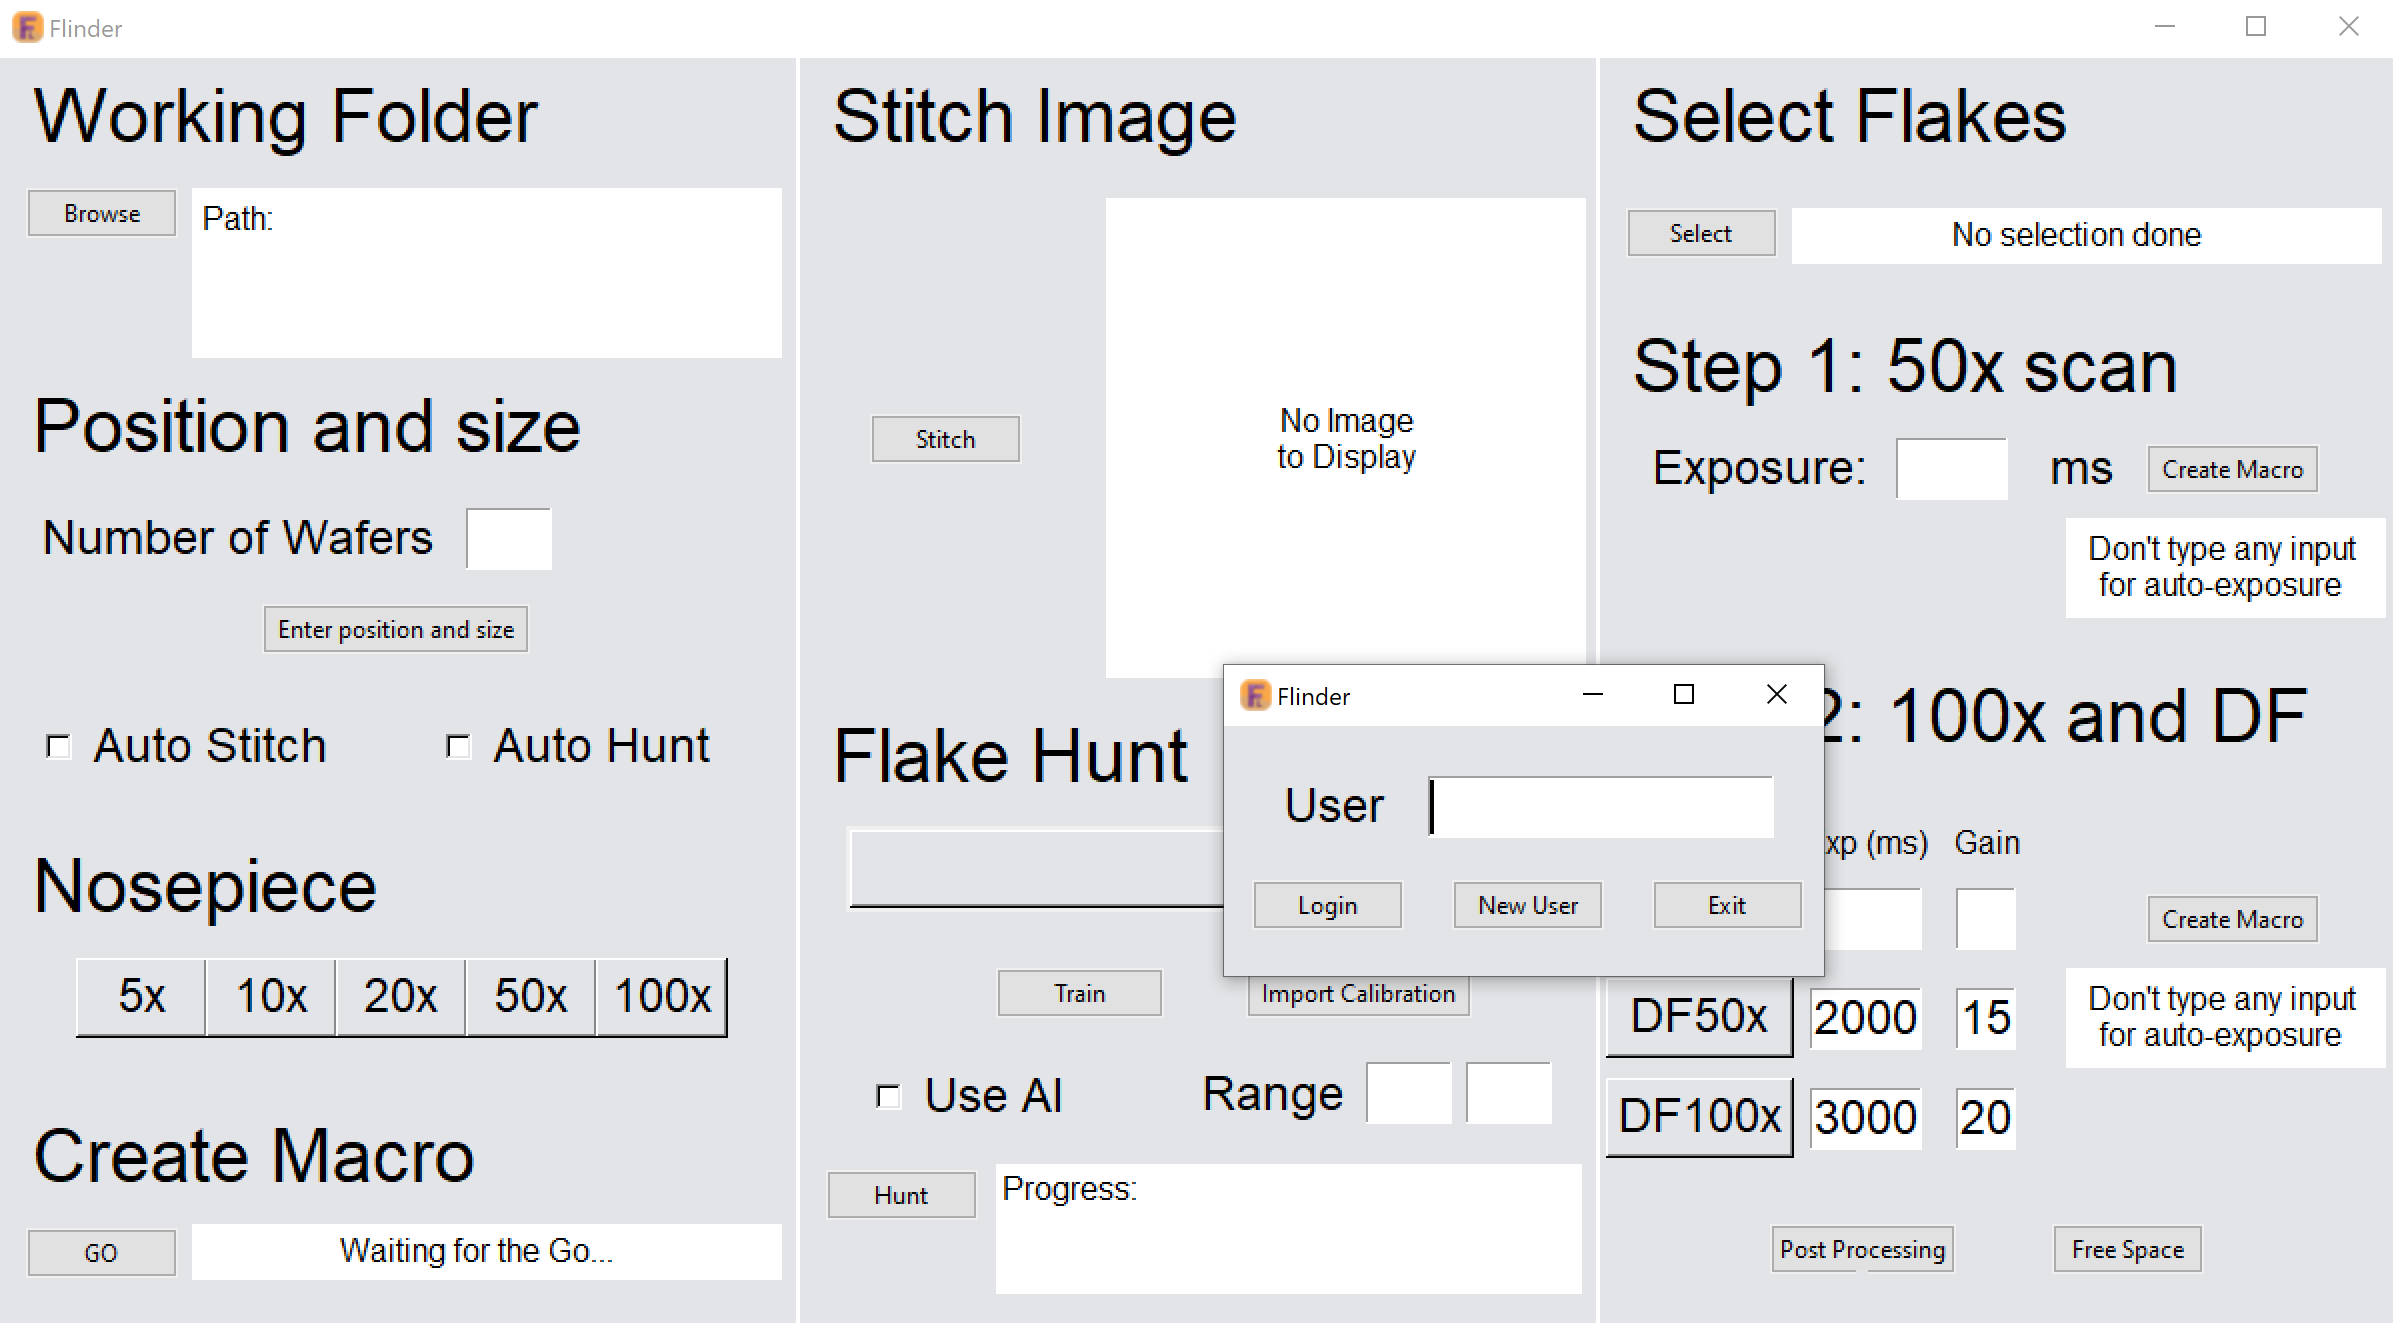 Flinder
Working Folder
Browse
Path:
Position and size
Number of Wafers
Enter position and size
Auto Stitch
Auto Hunt
Nosepiece
5x 10x 20x 50x 100x
Create Macro
GO
Waiting for the Go...
Stitch Image
Stitch
No Image
to Display
Flake Hunt
Train
Import Calibration
Use AI
Range
Hunt
Progress:
Flinder
User
Login
New User
Exit
Select Flakes
Select
No selection done
Step 1: 50x scan
Exposure:
ms
Create Macro
Don't type any input
for auto-exposure
2: 100x and DF
xp (ms) Gain
Create Macro
DF50x 2000 15
Don't type any input
for auto-exposure
DF100x 3000 20
Post Processing
Free Space